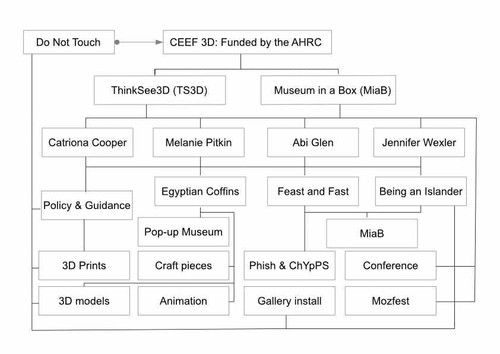 Do Not Touch
CEEF 3D: Funded by the AHRC
ThinkSee3D (TS3D)
Museum in a Box (MiaB)
Catriona Cooper
Melanie Pitkin
Abi Glen
Jennifer Wexler
Policy & Guidance
Egyptian Coffins
Feast and Fast
Being an Islander
Pop-up Museum
MiaB
3D Prints
Craft pieces
Phish & ChYpPS
Conference
3D models
Animation
Gallery install
Mozfest